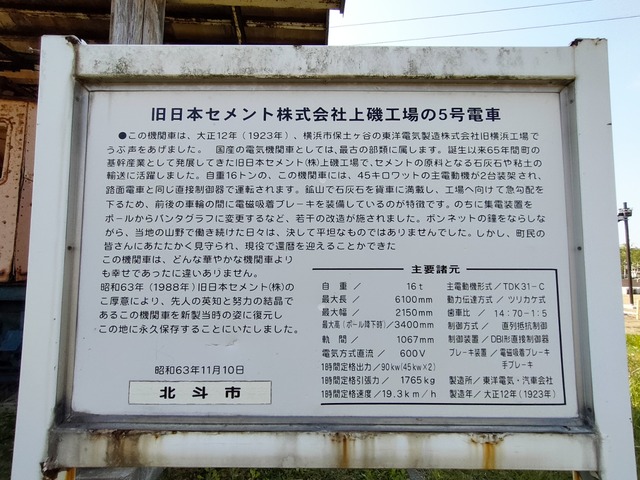 旧日本セメント株式会社上磯工場の5号電車
●この機関車は、大正12年（1923年）、横浜市保土ヶ谷の東洋電気製造株式会社旧横浜工場で
うぶ声をあげました。 国産の電気機関車としては、最古の部類に属します。誕生以来65年間町の
基幹産業として発展してきた旧日本セメント(株)上磯工場で、セメントの原料となる石灰石や粘土の
輸送に活躍しました。自重16トンの、この機関車には、45キロワットの主電動機が2台装架され、
路面電車と同じ直接制御器で運転されます。鉱山で石灰石を貨車に満載し、工場へ向けて急勾配を
下るため、前後の車輪の間に電磁吸着ブレーキを装備しているのが特徴です。のちに集電装置を
ポールからパンタグラフに変更するなど、若干の改造が施されました。ボンネットの鐘をならしな
がら、当地の山野で働き続けた日々は、決して平坦なものではありませんでした。しかし、町民の
皆さんにあたたかく見守られ、現役で還暦を迎えることができた
この機関車は、どんな華やかな機関車より
も幸せであったに違いありません。
昭和63年（1988年）旧日本セメント(株)の
ご厚意により、先人の英知と努力の結晶で
あるこの機関車を新製当時の姿に復元し
この地に永久保存することにいたしました。
昭和63年11月10日
北斗市
主要諸元
自重／16t
最大長／6100mm
最大幅／2150mm
最大高(ポール降下時)／3400mm
軌間／1067mm
電気方式直流／600V
1時間定格出力／90kw(45kw×2)
1時間定格引張力／1765kg
1時間定格速度／19.3km/h
主電動機形式／TDK31-C
動力伝達方式／ツリカケ式
歯車比／14:70-1:5
制御方式／直列抵抗制御
制御装置／DBI形直接制御器
ブレーキ装置／電磁吸着ブレーキ
手ブレーキ
製造所／東洋電気・汽車会社
製造年／大正12年(1923年)